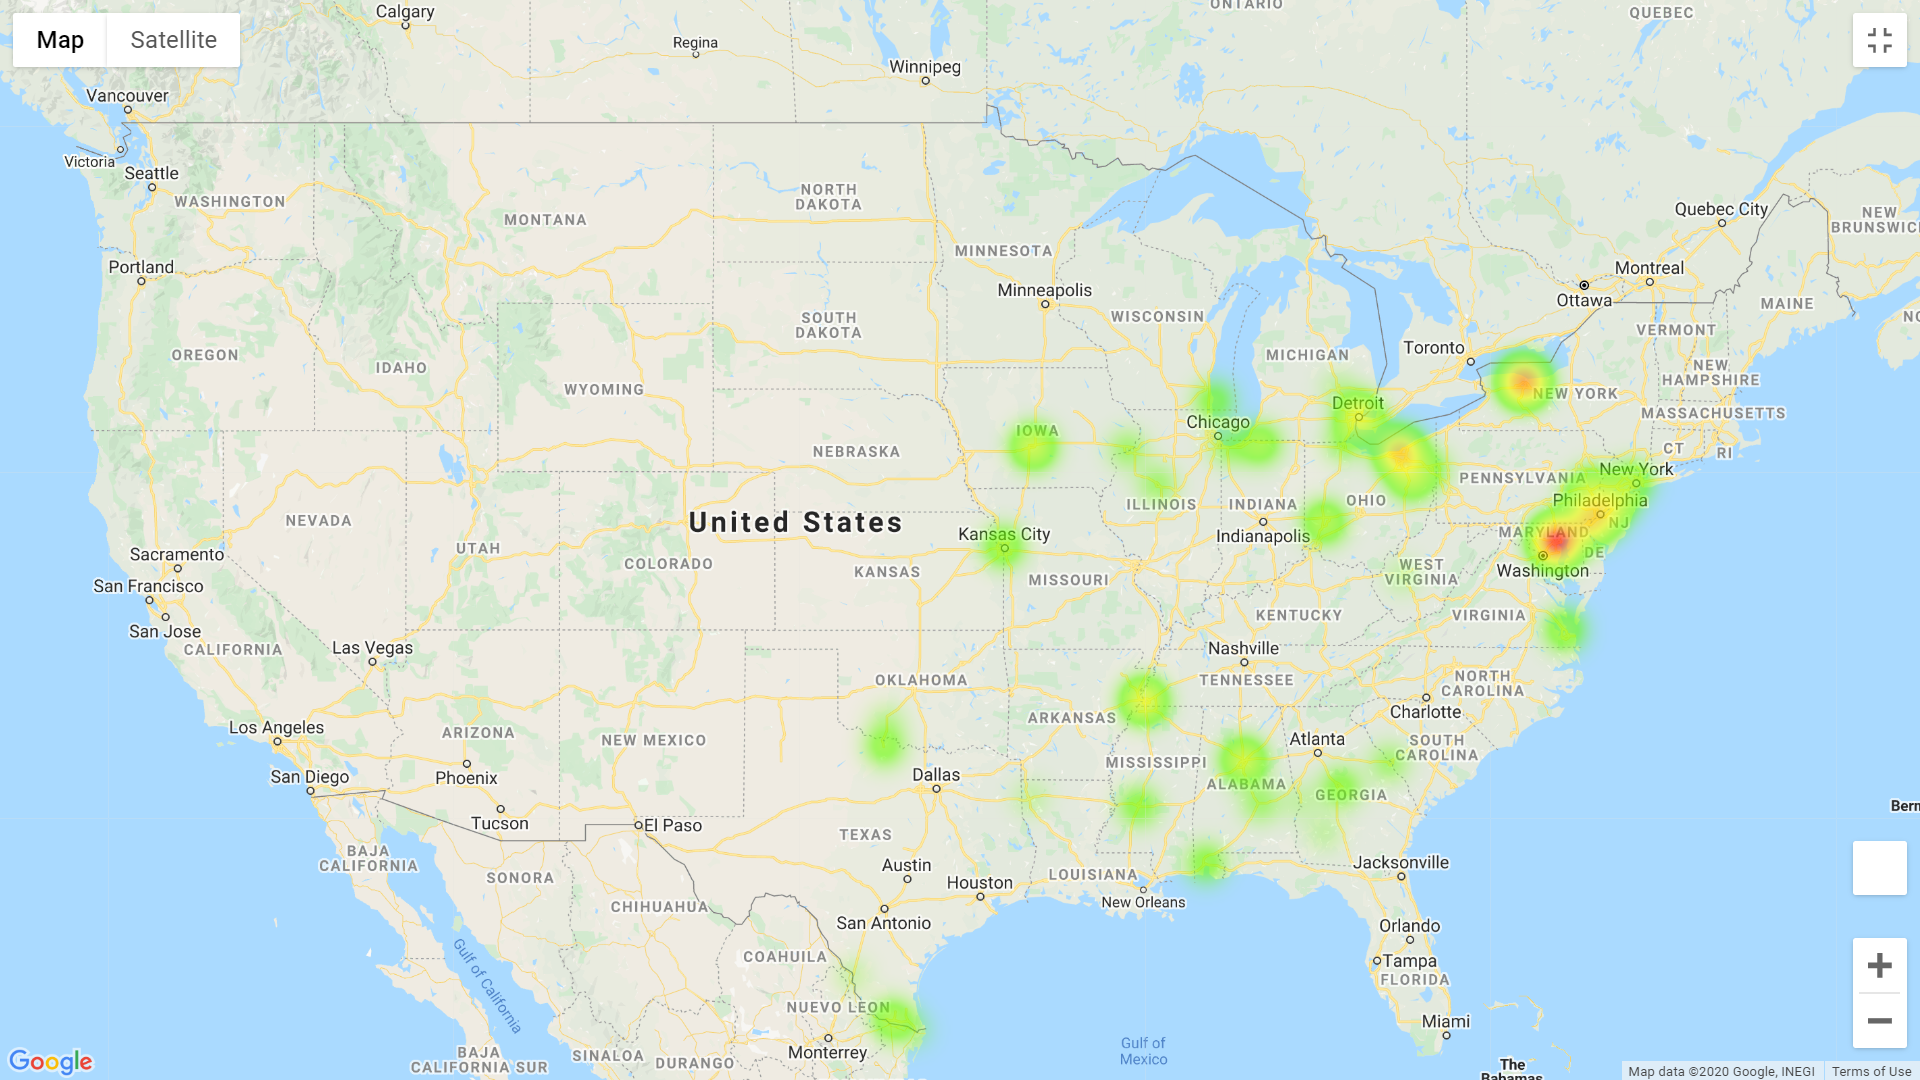 Map
Satellite
Calgary
ONTARIO
QUEBEC
Regina
Winnipeg
Vancouver
Victoria
Seattle
WASHINGTON
MONTANA
NORTH
DAKOTA
Quebec City
NEW
BRUNSWIC
MINNESOTA
Portland
Montreal
Minneapolis
Ottawa
MAINE
WISCONSIN
SOUTH
DAKOTA
VERMONT
NO
OREGON
IDAHO
MICHIGAN
Toronto
NEW
HAMPSHIRE
WYOMING
NEW YORK
Detroit
MASSACHUSETTS
Chicago
IOWA
NEBRASKA
CT
RI
New York
PENNSYLVANIA
Philadelphia
ILLINOIS
INDIANA
OHIO
United States
NEVADA
NJ
Kansas City
Indianapolis
MARYLAND
UTAH
Sacramento
DE
COLORADO
KANSAS
MISSOURI
WEST
VIRGINIA
Washington
San Francisco
KENTUCKY
VIRGINIA
San Jose
CALIFORNIA
Las Vegas
Nashville
OKLAHOMA
TENNESSEE
NORTH
CAROLINA
Charlotte
ARKANSAS
Los Angeles
ARIZONA
NEW MEXICO
Atlanta
SOUTH
CAROLINA
MISSISSIPPI
San Diego
Phoenix
Dallas
ALABAMA
GEORGIA
Bern
Tucson
El Paso
TEXAS
BAJA
CALIFORNIA
Austin
Jacksonville
SONORA
LOUISIANA
Houston
New Orleans
CHIHUAHUA
San Antonio
Orlando
COAHUILA
Tampa
FLORIDA
Gulf of California
NUEVO LEON
Miami
Gulf of
Mexico
Monterrey
BAJA
CALIFORNIA SUR
SINALOA
DURANGO
The
Bahamas
Google
Map data ©2020 Google, INEGI
Terms of Use